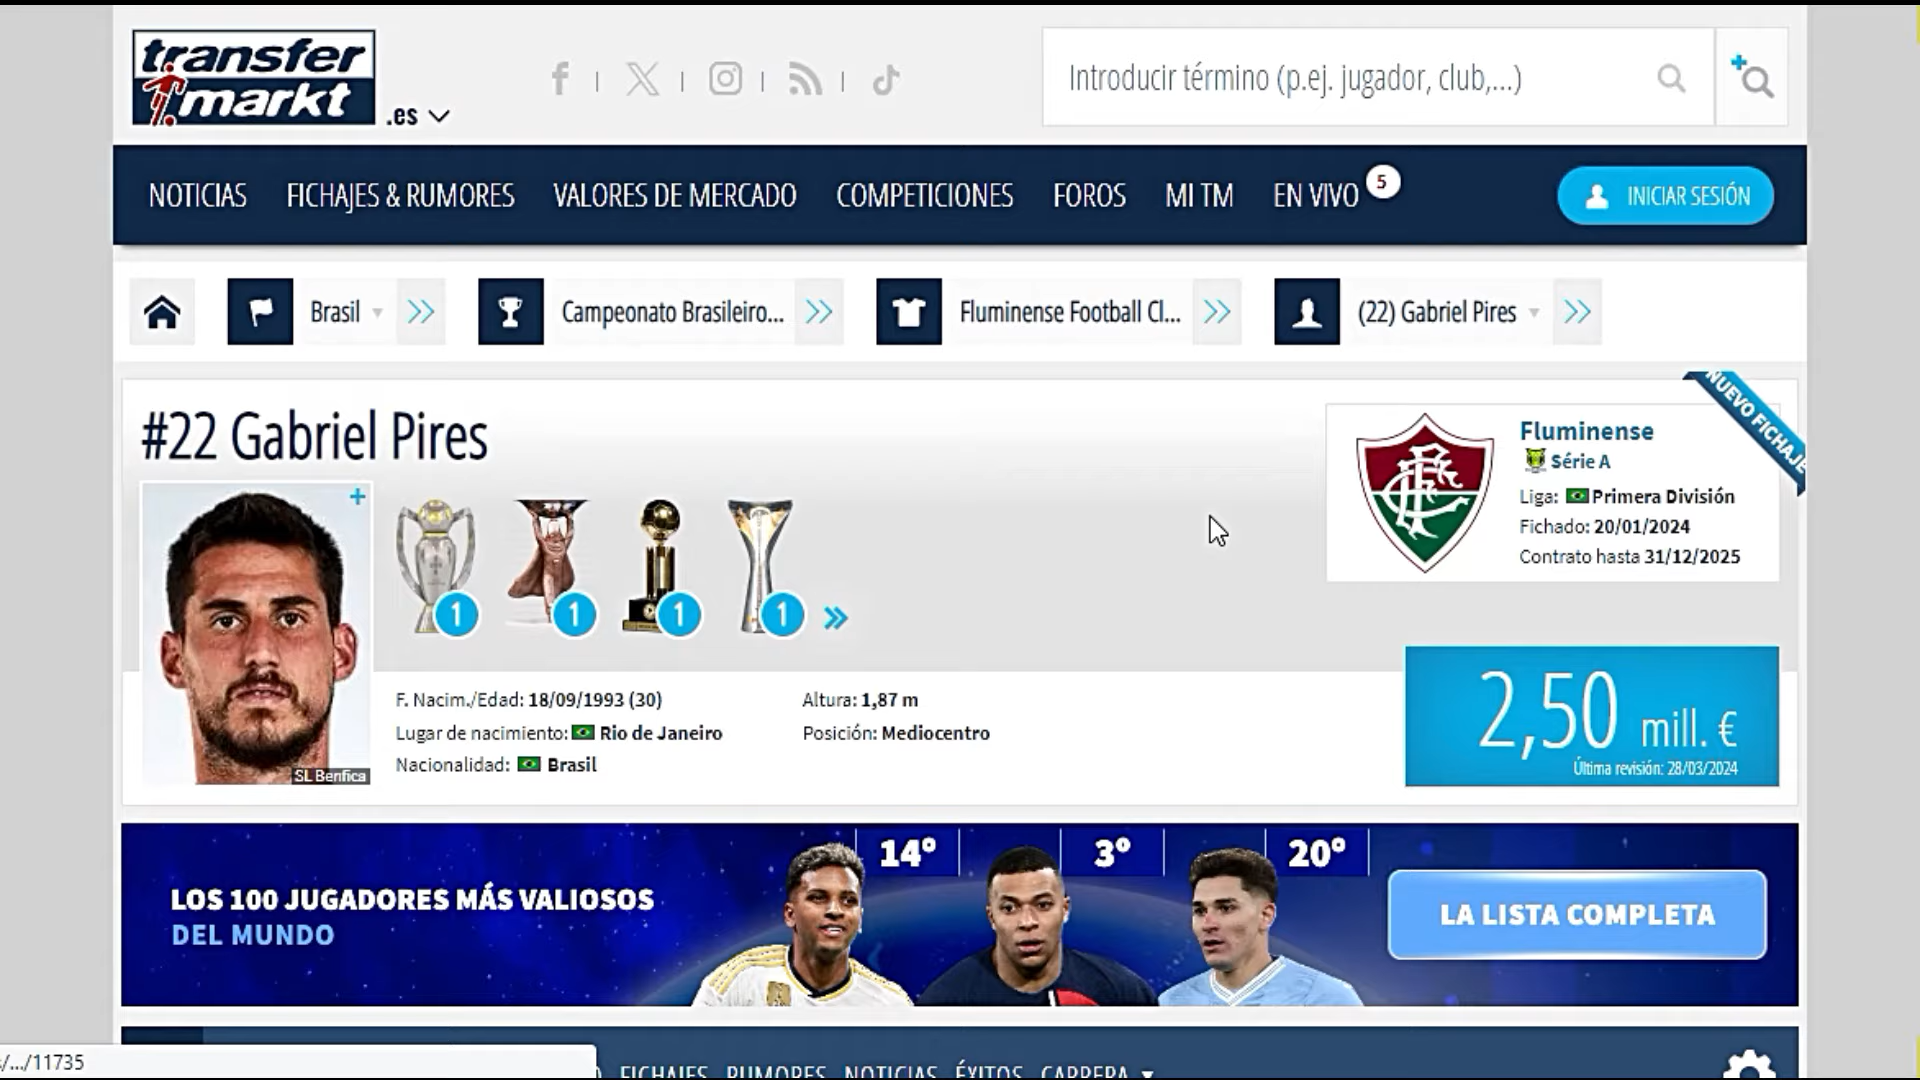 transfer
markt
.es
Introducir término (p.ej. jugador, club,...)
NOTICIAS FICHAJES & RUMORES VALORES DE MERCADO COMPETICIONES FOROS MI TM EN VIVO 5 INICIAR SESIÓN
Brasil Campeonato Brasileiro... Fluminense Football Cl... (22) Gabriel Pires
NUEVO FICHAJE
#22 Gabriel Pires
Fluminense
Série A
Liga: Primera División
Fichado: 20/01/2024
Contrato hasta 31/12/2025
1 1 1 1
SL Benfica
F. Nacim./Edad: 18/09/1993 (30)
Lugar de nacimiento: Rio de Janeiro
Nacionalidad: Brasil
Altura: 1,87 m
Posición: Mediocentro
2,50 mill. €
Última revisión: 28/03/2024
14º 3º 20º
LOS 100 JUGADORES MÁS VALIOSOS
DEL MUNDO
LA LISTA COMPLETA
/.../11735
FICHAJES RUMORES NOTICIAS ÉXITOS CARRERA